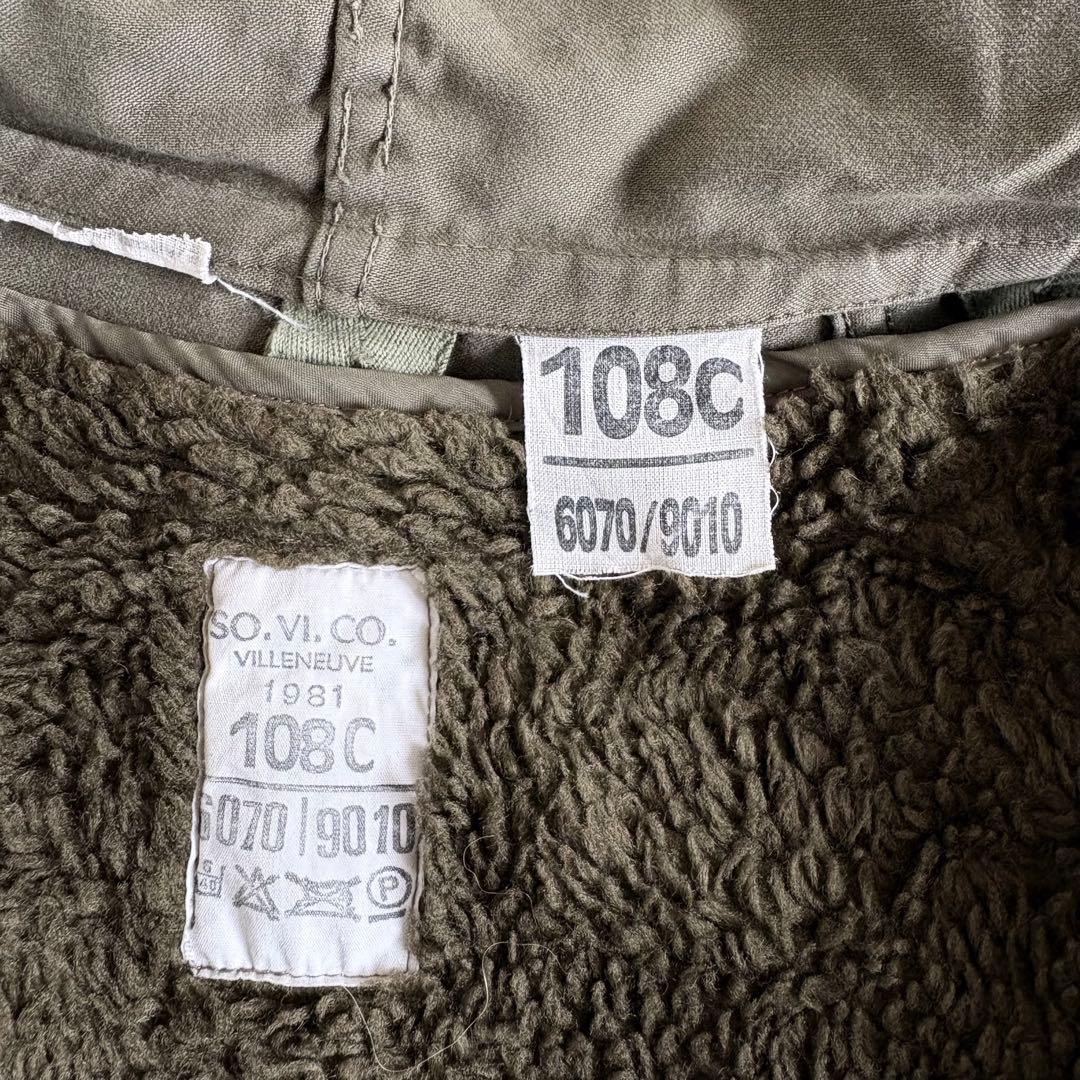 108C
6070/9010
SO. VI. CO.
VILLENEUVE
1981
108C
6070/9010
P